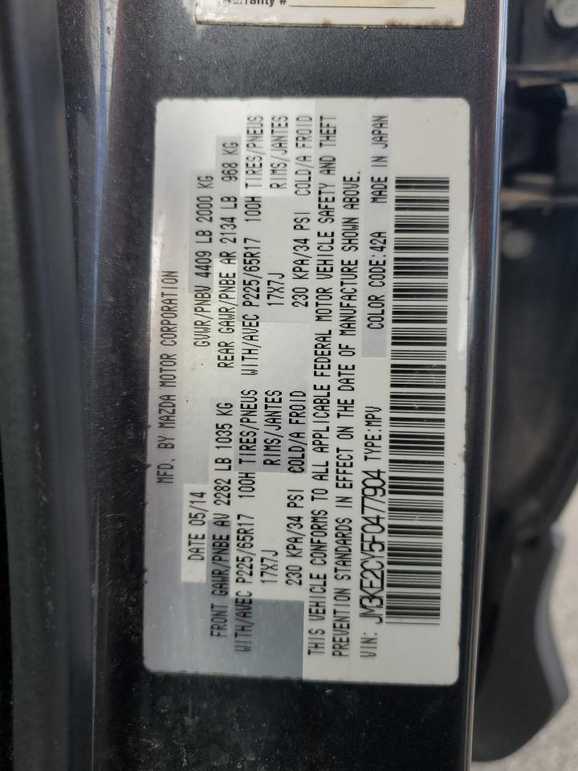 Warranty #
MFD. BY MAZDA MOTOR CORPORATION
DATE 05/14 GVWR/PNBV 4409 LB 2000 KG
FRONT GAWR/PNBE AV 2282 LB 1035 KG REAR GAWR/PNBE AR 2134 LB 968 KG
WITH/AVEC P225/65R17 100H TIRES/PNEUS WITH/AVEC P225/65R17 100H TIRES/PNEUS
17X7J RIMS/JANTES 17X7J RIMS/JANTES
230 KPA/34 PSI COLD/A FROID 230 KPA/34 PSI COLD/A FROID
THIS VEHICLE CONFORMS TO ALL APPLICABLE FEDERAL MOTOR VEHICLE SAFETY AND THEFT
PREVENTION STANDARDS IN EFFECT ON THE DATE OF MANUFACTURE SHOWN ABOVE.
VIN: JM3KE2CY5F0477904 TYPE:MPV COLOR CODE:42A MADE IN JAPAN